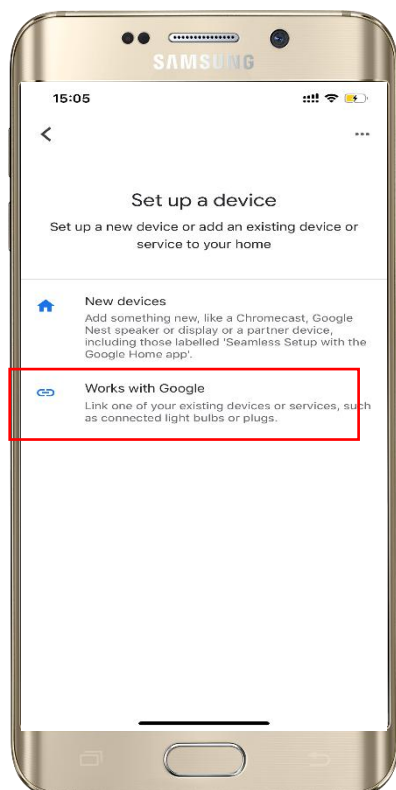 SAMSUNG
15:05
Set up a device
Set up a new device or add an existing device or
service to your home
New devices
Add something new, like a Chromecast, Google
Nest speaker or display or a partner device,
including those labelled 'Seamless Setup with the
Google Home app'.
Works with Google
Link one of your existing devices or services, such
as connected light bulbs or plugs.